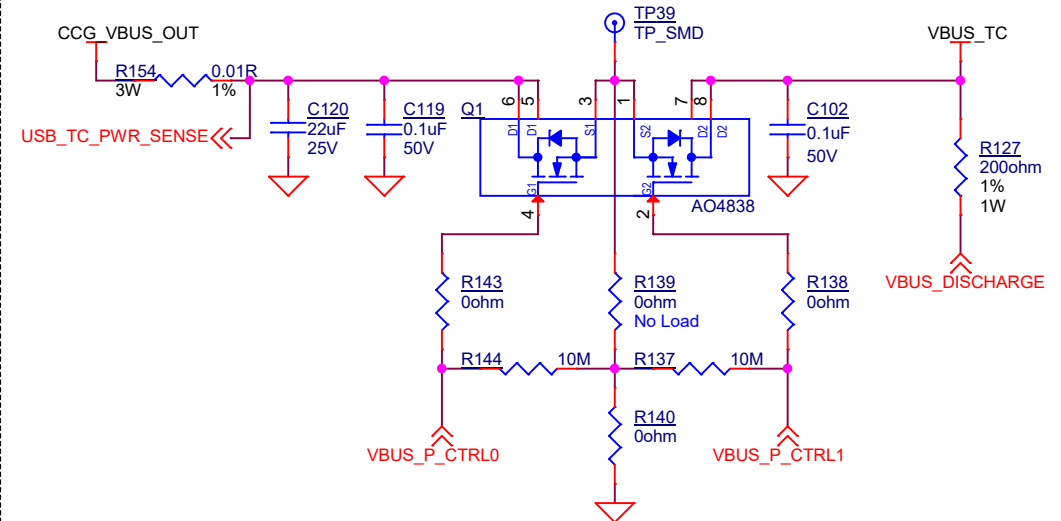 TP39
TP_SMD
CCG_VBUS_OUT
VBUS_TC
R154
0.01R
3W
1%
USB_TC_PWR_SENSE
C120
22uF
25V
C119
0.1uF
50V
Q1
6
5
3
1
7
8
D1
D1
S1
S2
D2
D2
G1
G2
AO4838
4
2
C102
0.1uF
50V
R127
200ohm
1%
1W
VBUS_DISCHARGE
R143
0ohm
R139
0ohm
No Load
R138
0ohm
R144
10M
R137
10M
R140
0ohm
VBUS_P_CTRL0
VBUS_P_CTRL1